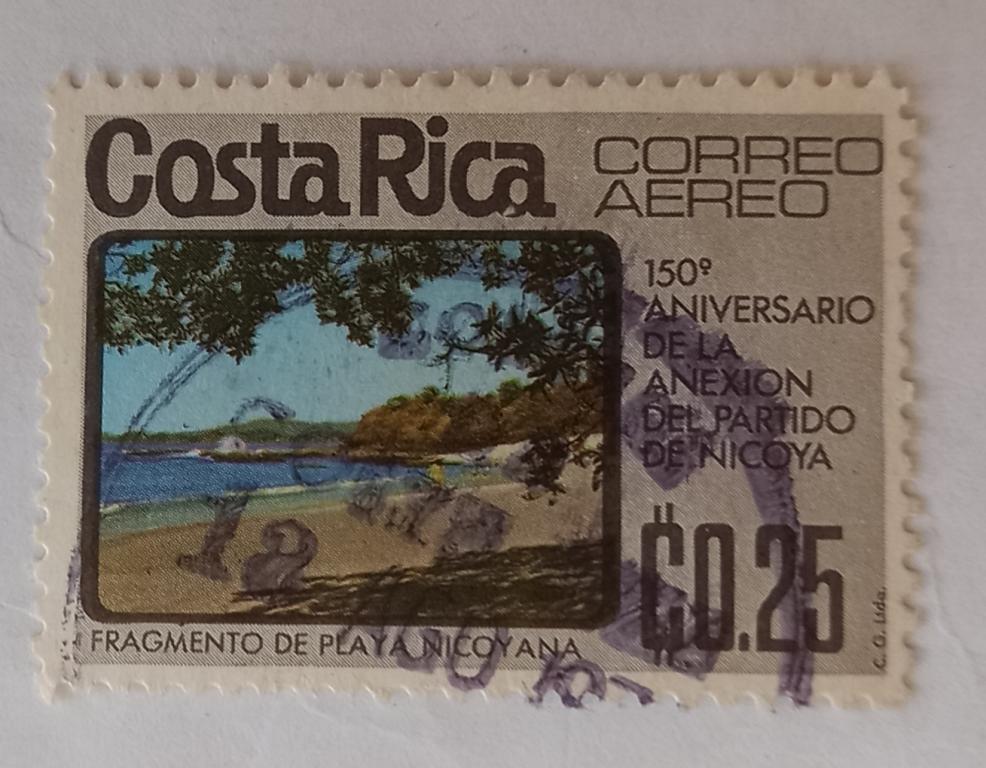 Costa Rica
CORREO
AEREO
150º
ANIVERSARIO
DE LA
ANEXION
DEL PARTIDO
DE NICOYA
₡0.25
FRAGMENTO DE PLAYA NICOYANA
C. G. Ltda.
12